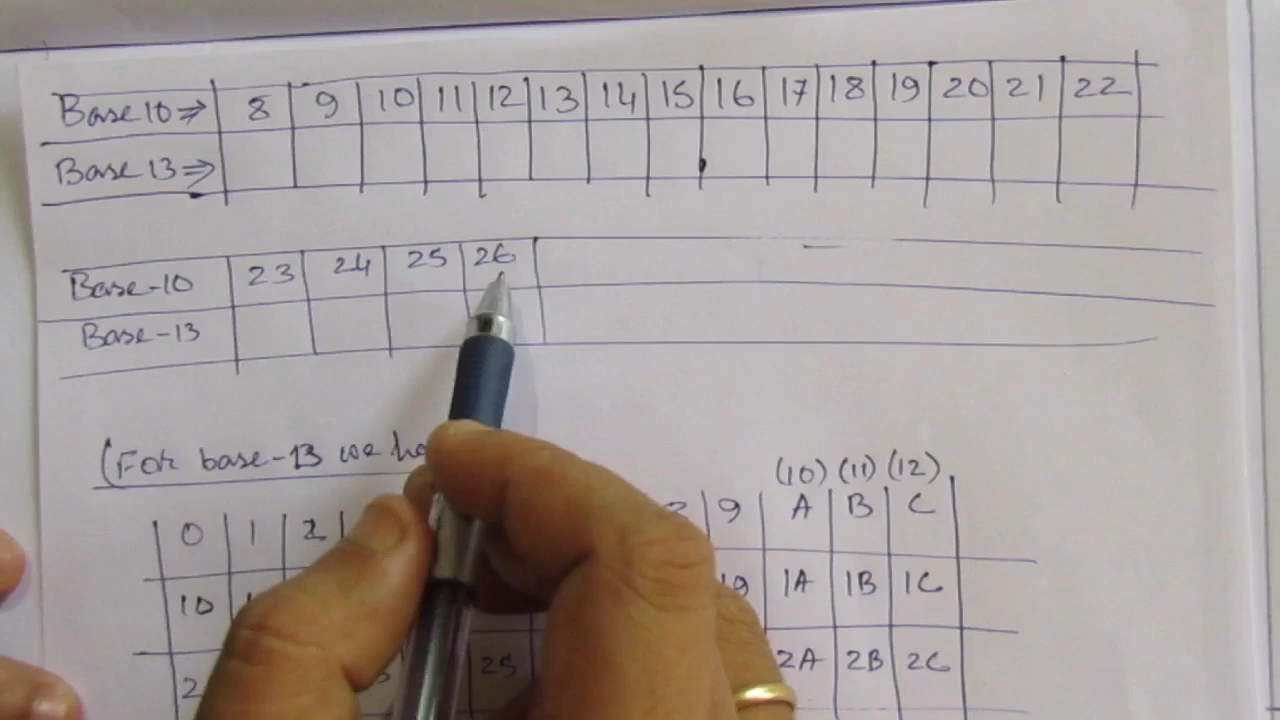 Base 10⇒ 8 9 10 11 12 13 14 15 16 17 18 19 20 21 22
Base 13⇒
Base-10 23 24 25 26
Base-13
(For base-13 we
(10) (11) (12)
0 1 2 9 A B C
10 19 1A 1B 1C
25 2A 2B 2C